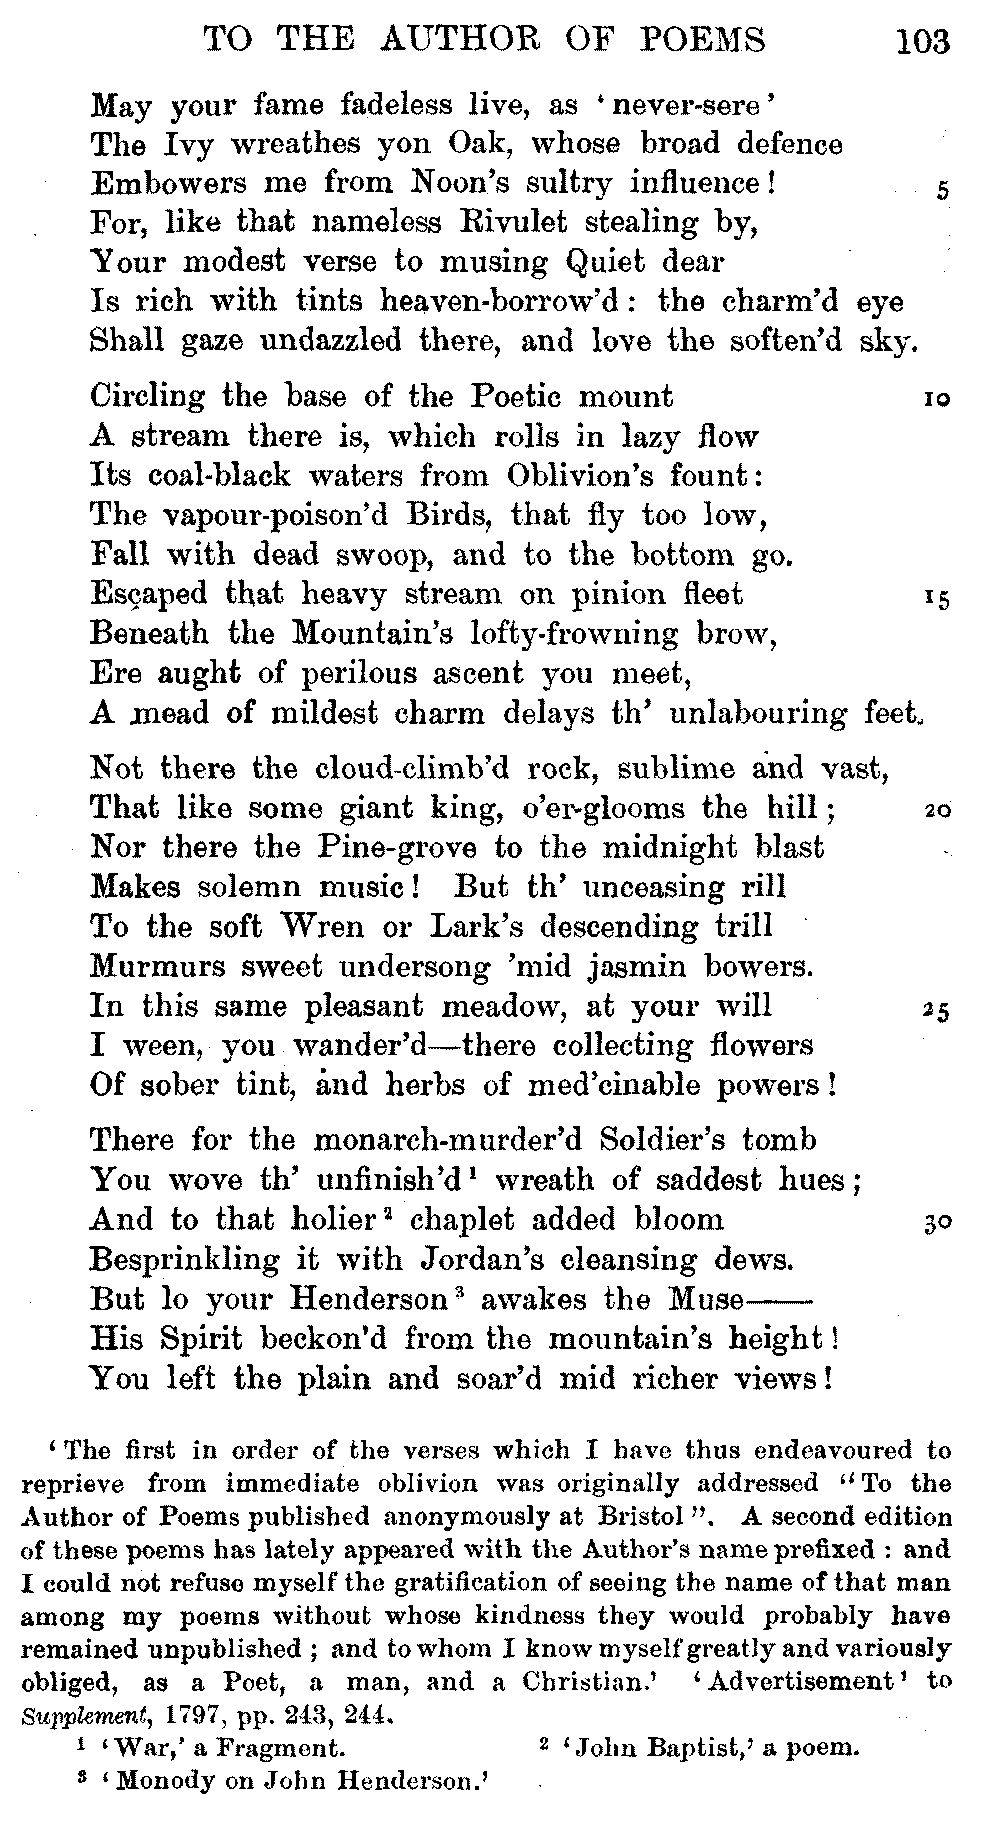 TO THE AUTHOR OF POEMS 103
May your fame fadeless live, as ‘never-sere’
The Ivy wreathes yon Oak, whose broad defence
Embowers me from Noon’s sultry influence! 5
For, like that nameless Rivulet stealing by,
Your modest verse to musing Quiet dear
Is rich with tints heaven-borrow’d: the charm’d eye
Shall gaze undazzled there, and love the soften’d sky.
Circling the base of the Poetic mount 10
A stream there is, which rolls in lazy flow
Its coal-black waters from Oblivion’s fount:
The vapour-poison’d Birds, that fly too low,
Fall with dead swoop, and to the bottom go.
Escaped that heavy stream on pinion fleet 15
Beneath the Mountain’s lofty-frowning brow,
Ere aught of perilous ascent you meet,
A mead of mildest charm delays th’ unlabouring feet.
Not there the cloud-climb’d rock, sublime and vast,
That like some giant king, o’er-glooms the hill; 20
Nor there the Pine-grove to the midnight blast
Makes solemn music! But th’ unceasing rill
To the soft Wren or Lark’s descending trill
Murmurs sweet undersong ’mid jasmin bowers.
In this same pleasant meadow, at your will 25
I ween, you wander’d—there collecting flowers
Of sober tint, and herbs of med’cinable powers!
There for the monarch-murder’d Soldier’s tomb
You wove th’ unfinish’d¹ wreath of saddest hues;
And to that holier² chaplet added bloom 30
Besprinkling it with Jordan’s cleansing dews.
But lo your Henderson³ awakes the Muse——
His Spirit beckon’d from the mountain’s height!
You left the plain and soar’d mid richer views!
‘The first in order of the verses which I have thus endeavoured to
reprieve from immediate oblivion was originally addressed “To the
Author of Poems published anonymously at Bristol”. A second edition
of these poems has lately appeared with the Author’s name prefixed: and
I could not refuse myself the gratification of seeing the name of that man
among my poems without whose kindness they would probably have
remained unpublished; and to whom I know myself greatly and variously
obliged, as a Poet, a man, and a Christian.’ ‘Advertisement’ to
Supplement, 1797, pp. 243, 244.
¹ ‘War,’ a Fragment. ² ‘John Baptist,’ a poem.
³ ‘Monody on John Henderson.’